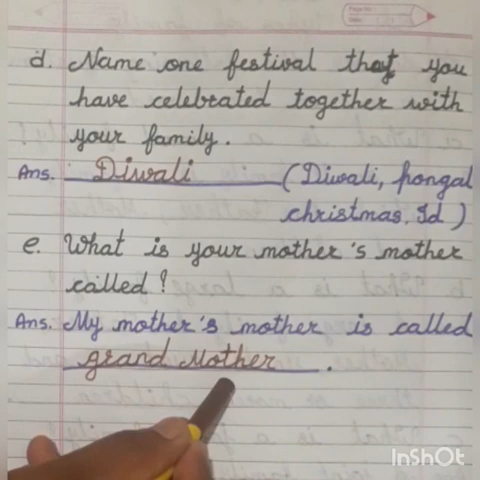 d. Name one festival that you
have celebrated together with
your family.
Ans. Diwali (Diwali, pongal
christmas, Id )
e. What is your mother's mother
called?
Ans. My mother's mother is called
grand Mother .
InShOt